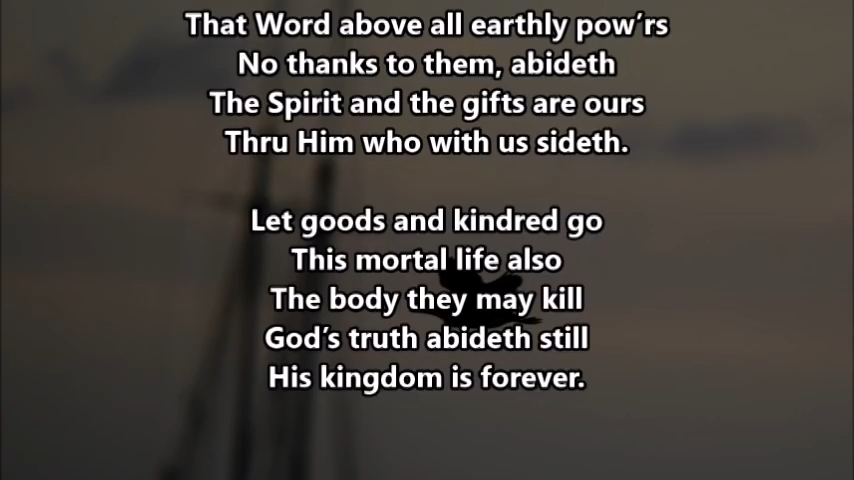 That Word above all earthly pow’rs
No thanks to them, abideth
The Spirit and the gifts are ours
Thru Him who with us sideth.
Let goods and kindred go
This mortal life also
The body they may kill
God’s truth abideth still
His kingdom is forever.